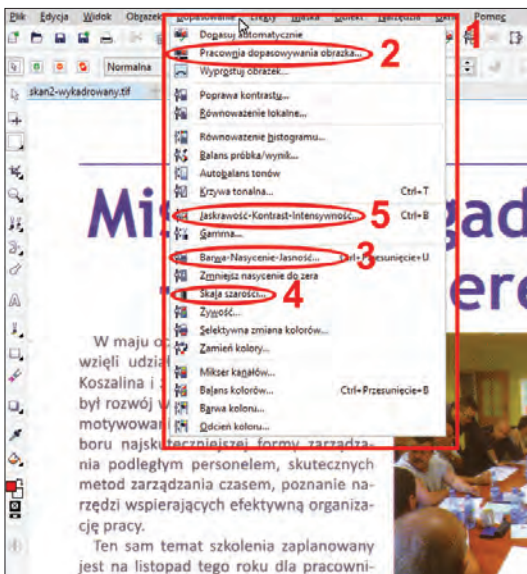 Plik Edycja Widok Obrazek Dopasowanie Efekty Maska Obiekt Narzędzia Okno Pomoc
1
Dopasuj automatycznie
Pracownia dopasowywania obrazka... 2
Normalna
Wyprostuj obrazek...
skan2-wykadrowany.tif
Poprawa kontrastu...
Równoważenie lokalne...
Równoważenie histogramu...
Balans próbka/wynik...
Autobalans tonów
Krzywa tonalna... Ctrl+T
Jaskrawość-Kontrast-Intensywność... 5 Ctrl+B
Gamma...
Barwa-Nasycenie-Jasność... 3 Ctrl+Przesunięcie+U
Zmniejsz nasycenie do zera
Skala szarości... 4
Żywość...
Selektywna zmiana kolorów...
Zamień kolory...
Mikser kanałów...
Balans kolorów... Ctrl+Przesunięcie+B
Barwa koloru...
Odcień koloru...
Mi gad
- ere
W maju
wzięli udzia
Koszalina i
był rozwój
motywowan
boru najskuteczniejszej formy zarządza-
nia podległym personelem, skutecznych
metod zarządzania czasem, poznanie na-
rzędzi wspierających efektywną organiza-
cję pracy.
Ten sam temat szkolenia zaplanowany
jest na listopad tego roku dla pracowni-